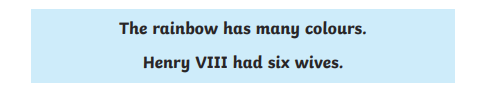 The rainbow has many colours.
Henry VIII had six wives.